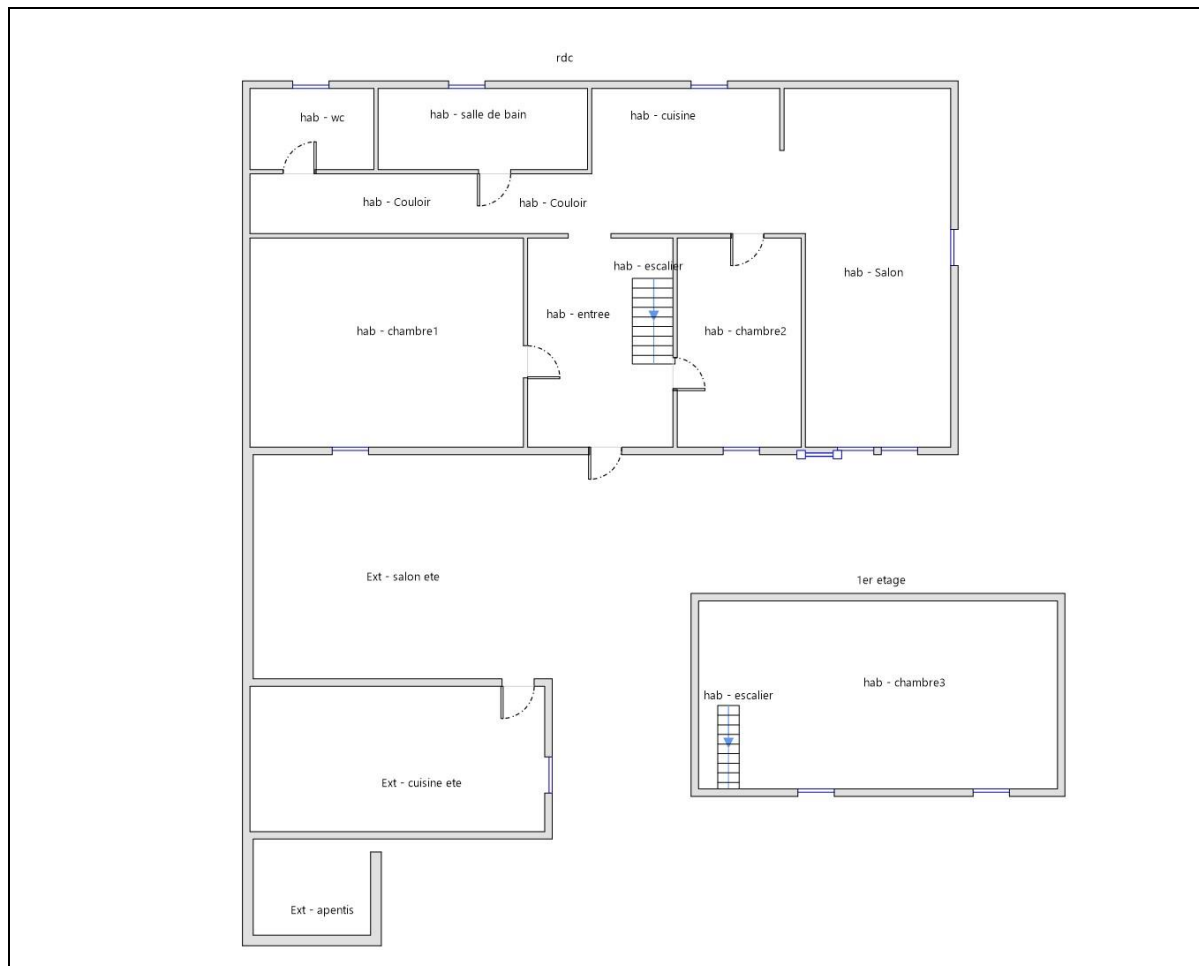 rdc
hab - wc
hab - salle de bain
hab - cuisine
hab - Couloir
hab - Couloir
hab - escalier
hab - Salon
hab - entree
hab - chambre1
hab - chambre2
Ext - salon ete
1er etage
hab - chambre3
hab - escalier
Ext - cuisine ete
Ext - apentis